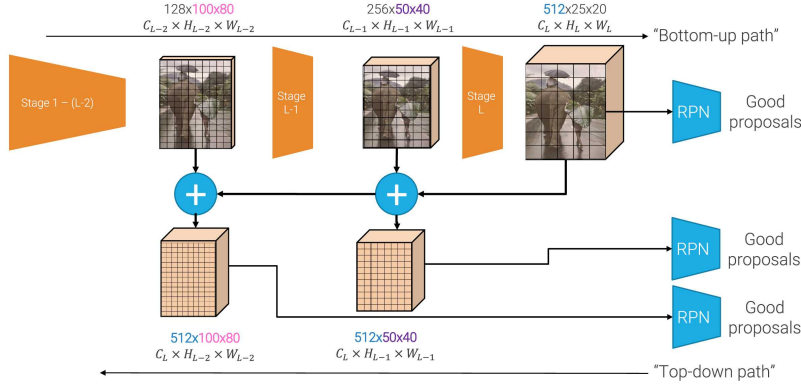 128x100x80
256x50x40
512x25x20
C_{L-2} × H_{L-2} × W_{L-2}
C_{L-1} × H_{L-1} × W_{L-1}
C_L × H_L × W_L
"Bottom-up path"
Stage 1 – (L-2)
Stage
L-1
Stage
L
RPN
Good
proposals
+
+
RPN
Good
proposals
RPN
Good
proposals
512x100x80
512x50x40
C_L × H_{L-2} × W_{L-2}
C_L × H_{L-1} × W_{L-1}
"Top-down path"